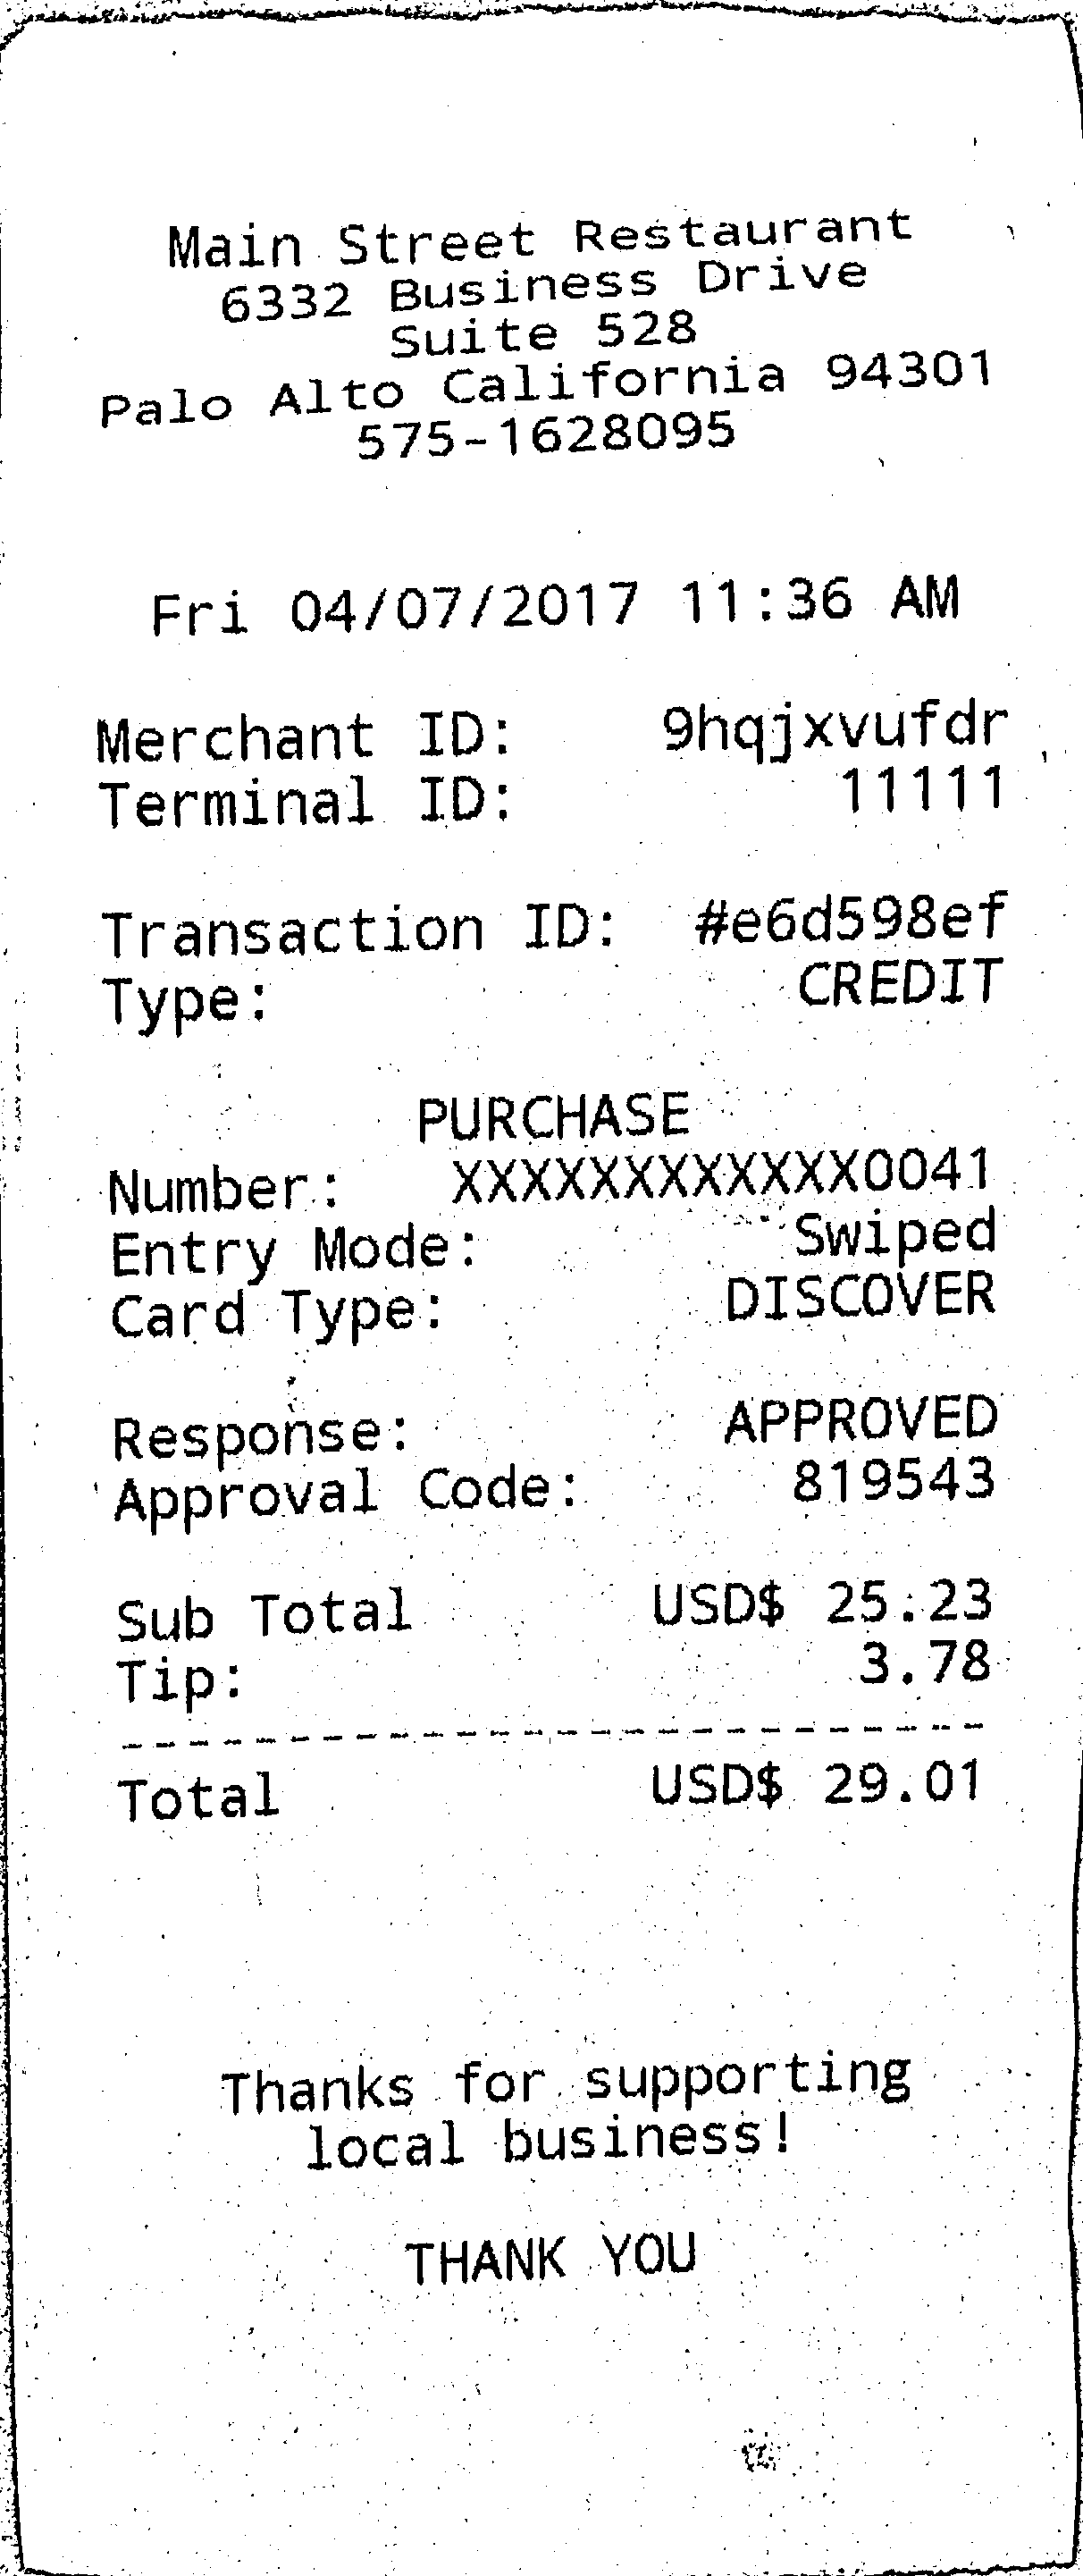 Main Street Restaurant
6332 Business Drive
Suite 528
Palo Alto California 94301
575-1628095
Fri 04/07/2017 11:36 AM
Merchant ID: 9hqjxvufdr
Terminal ID: 11111
Transaction ID: #e6d598ef
Type: CREDIT
PURCHASE
Number: XXXXXXXXXXXX0041
Entry Mode: Swiped
Card Type: DISCOVER
Response: APPROVED
Approval Code: 819543
Sub Total USD$ 25.23
Tip: 3.78
--------------------------
Total USD$ 29.01
Thanks for supporting
local business!
THANK YOU